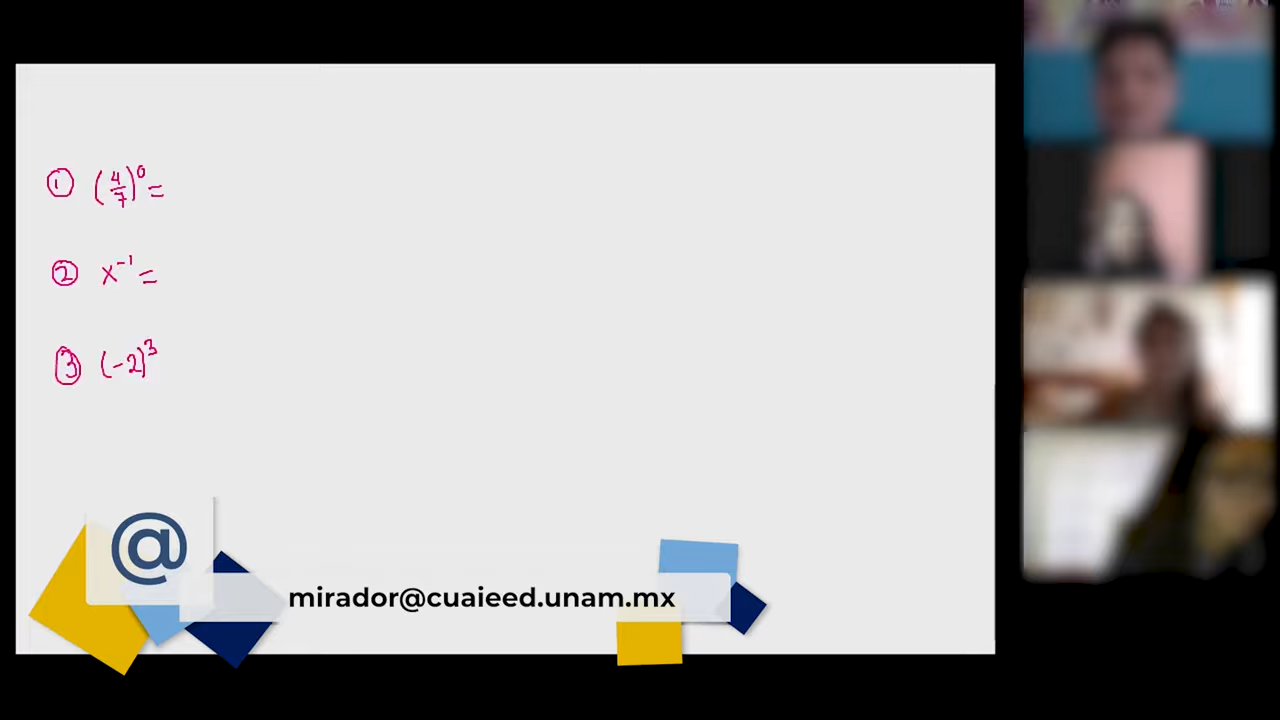 ① (4/7)⁰ =
② x⁻¹ =
③ (-2)³
@
mirador@cuaieed.unam.mx